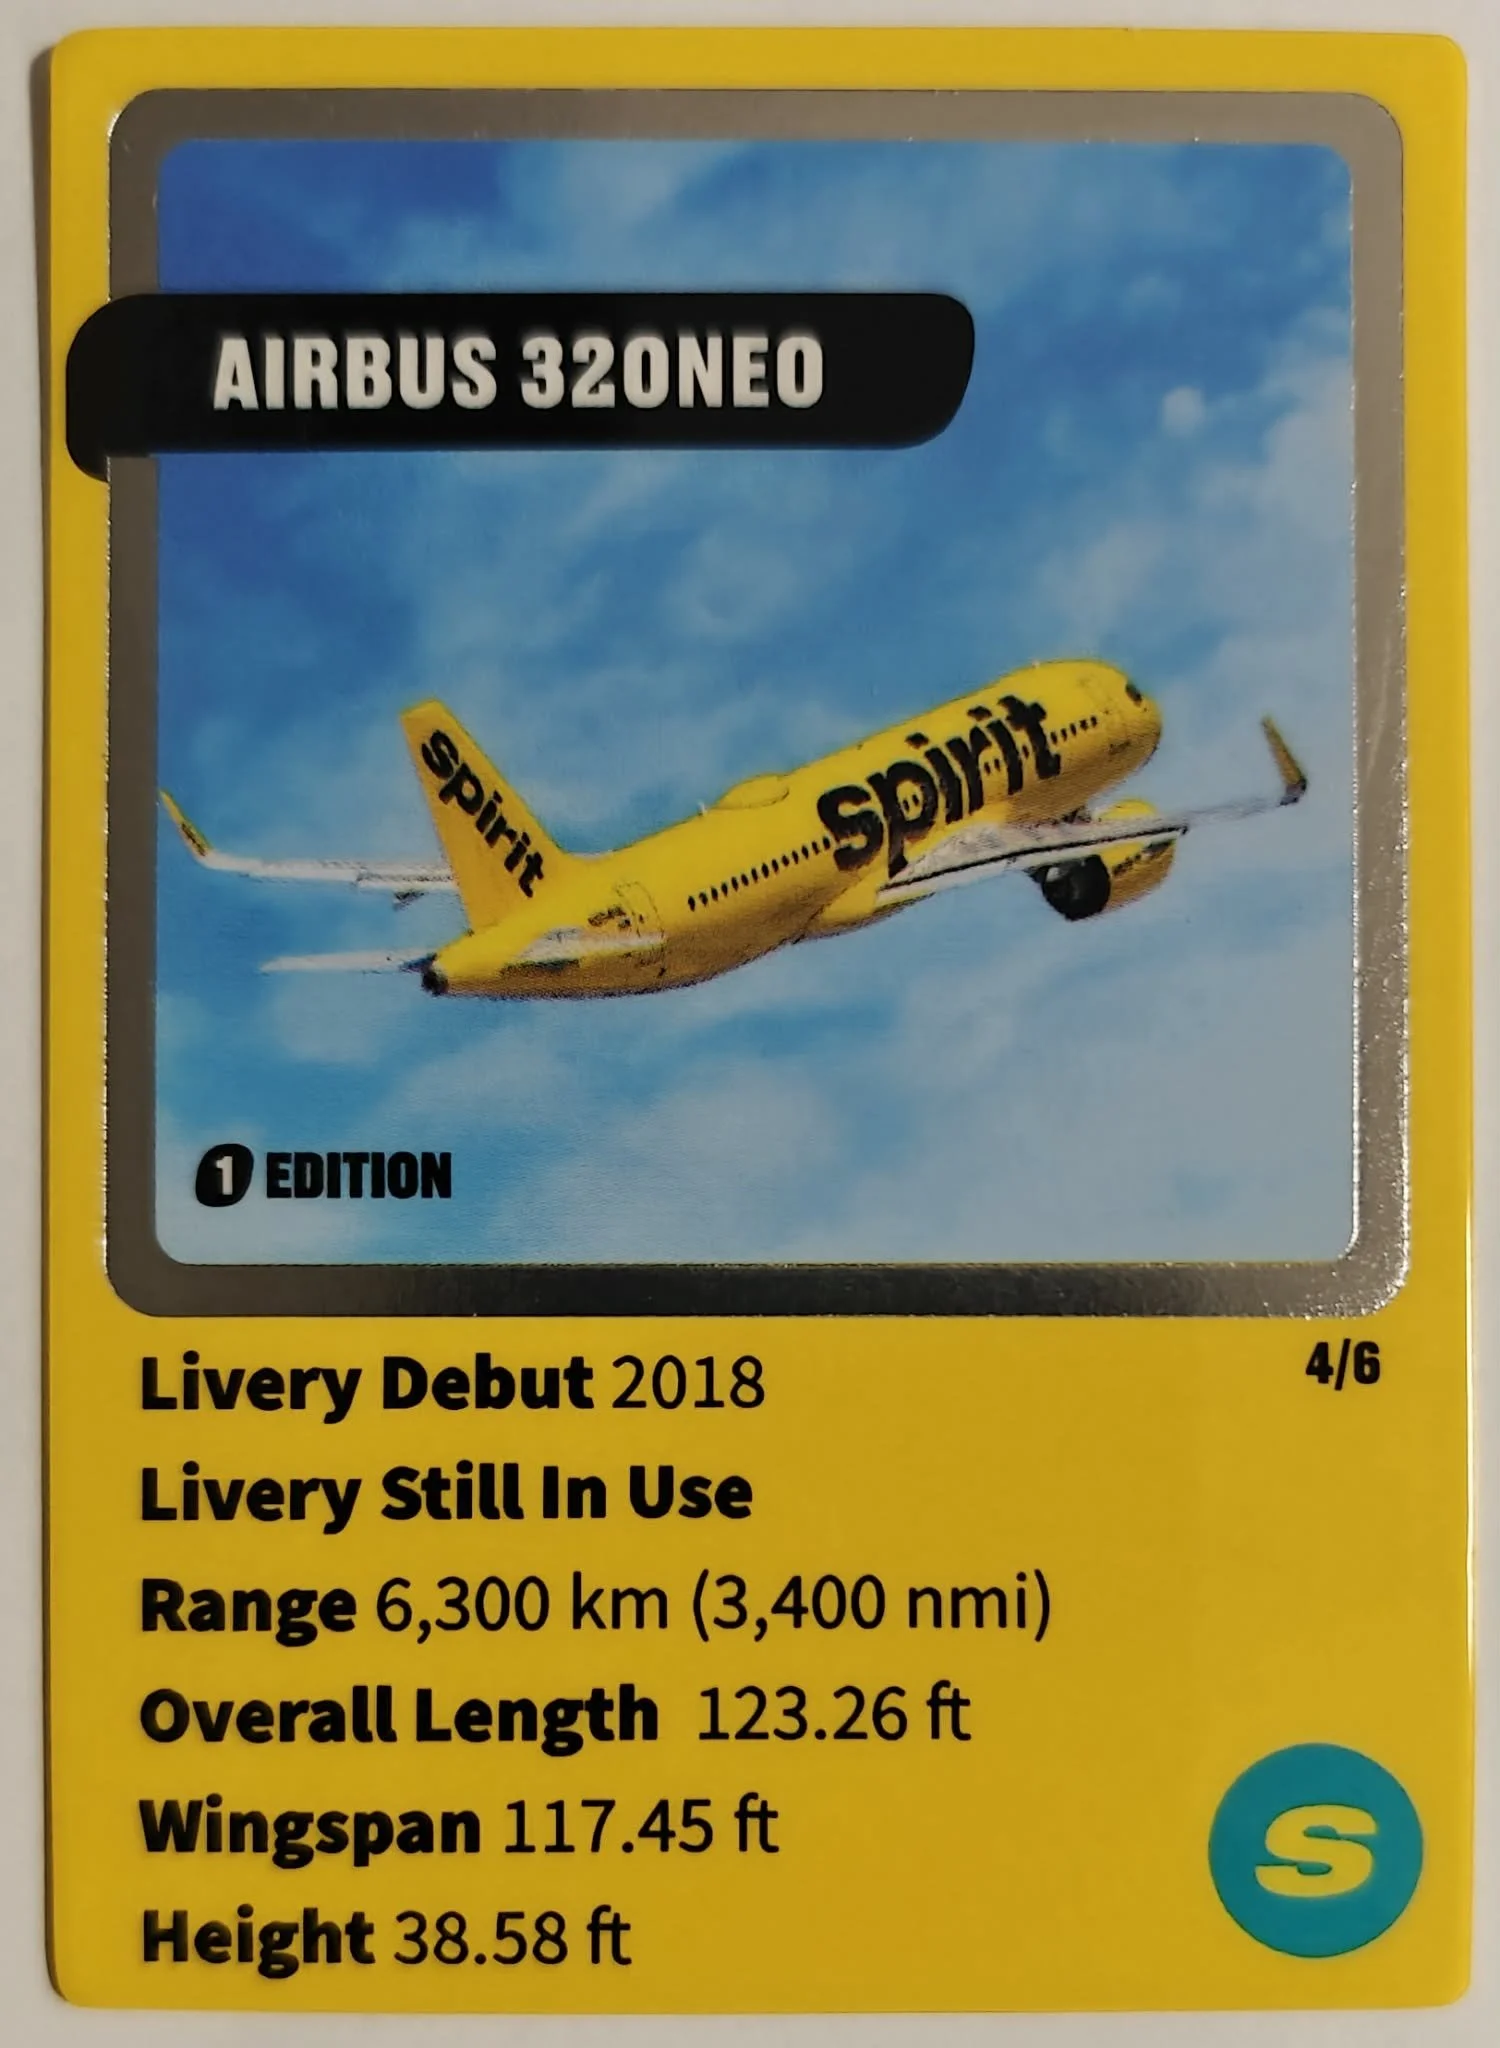 AIRBUS 320NEO
spirit
spirit
1 EDITION
4/6
Livery Debut 2018
Livery Still In Use
Range 6,300 km (3,400 nmi)
Overall Length 123.26 ft
Wingspan 117.45 ft
Height 38.58 ft
S